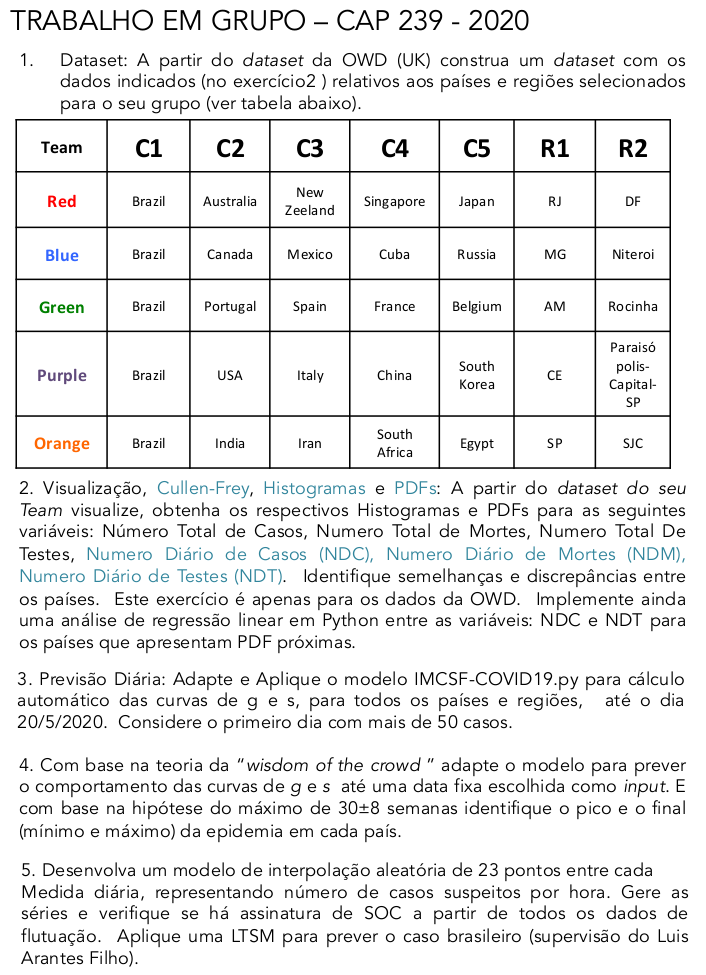 TRABALHO EM GRUPO – CAP 239 - 2020
1. Dataset: A partir do dataset da OWD (UK) construa um dataset com os
dados indicados (no exercício2 ) relativos aos países e regiões selecionados
para o seu grupo (ver tabela abaixo).
Team C1 C2 C3 C4 C5 R1 R2
Red Brazil Australia New Zeeland Singapore Japan RJ DF
Blue Brazil Canada Mexico Cuba Russia MG Niteroi
Green Brazil Portugal Spain France Belgium AM Rocinha
Purple Brazil USA Italy China South Korea CE Paraisó polis- Capital- SP
Orange Brazil India Iran South Africa Egypt SP SJC
2. Visualização, Cullen-Frey, Histogramas e PDFs: A partir do dataset do seu
Team visualize, obtenha os respectivos Histogramas e PDFs para as seguintes
variáveis: Número Total de Casos, Numero Total de Mortes, Numero Total De
Testes, Numero Diário de Casos (NDC), Numero Diário de Mortes (NDM),
Numero Diário de Testes (NDT). Identifique semelhanças e discrepâncias entre
os países. Este exercício é apenas para os dados da OWD. Implemente ainda
uma análise de regressão linear em Python entre as variáveis: NDC e NDT para
os países que apresentam PDF próximas.
3. Previsão Diária: Adapte e Aplique o modelo IMCSF-COVID19.py para cálculo
automático das curvas de g e s, para todos os países e regiões, até o dia
20/5/2020. Considere o primeiro dia com mais de 50 casos.
4. Com base na teoria da “wisdom of the crowd ” adapte o modelo para prever
o comportamento das curvas de g e s até uma data fixa escolhida como input. E
com base na hipótese do máximo de 30±8 semanas identifique o pico e o final
(mínimo e máximo) da epidemia em cada país.
5. Desenvolva um modelo de interpolação aleatória de 23 pontos entre cada
Medida diária, representando número de casos suspeitos por hora. Gere as
séries e verifique se há assinatura de SOC a partir de todos os dados de
flutuação. Aplique uma LTSM para prever o caso brasileiro (supervisão do Luis
Arantes Filho).